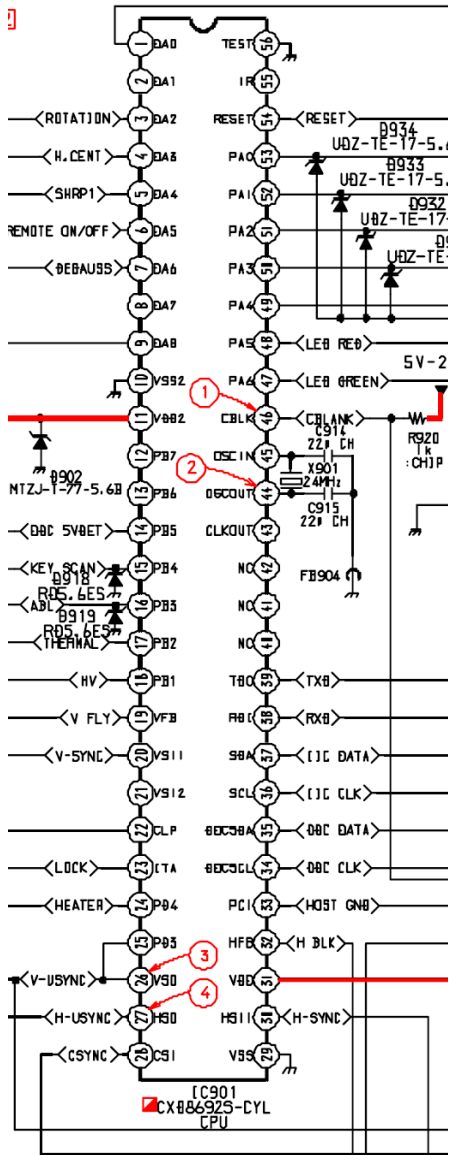 1 DA0 TEST 56
2 DA1 IR 55
<ROTATION> 3 DA2 RESET 54 <RESET>
D934
UDZ-TE-17-5.6
<H.CENT> 4 DA3 PA0 53
D933
UDZ-TE-17-5.
<SHRP1> 5 DA4 PA1 52
D932
UDZ-TE-17-
REMOTE ON/OFF> 6 DA5 PA2 51
UDZ-TE-
<DEGAUSS> 7 DA6 PA3 50
8 DA7 PA4 49
9 DA8 PA5 48 <LED RED>
5V-2
10 VSS2 PA6 47 <LED GREEN>
1
11 VDD2 CBLK 46 <CBLANK>
R920
1k
:CHIP
C914
22P CH
12 PB7 OSCIN 45
D902
MTZJ-T-77-5.6B
2
X901
24MHz
13 PB6 OSCOUT 44
C915
22P CH
<DDC 5VDET> 14 PB5 CLKOUT 43
<KEY SCAN> 15 PB4 NC 42
D918
RD5.6ES
FB904
<ABL> 16 PB3 NC 41
D919
RD5.6ES
<THERMAL> 17 PB2 NC 40
<HV> 18 PB1 TXD 39 <TXD>
<V FLY> 19 VFB RXD 38 <RXD>
<V-SYNC> 20 VSI1 SDA 37 <IIC DATA>
21 VSI2 SCL 36 <IIC CLK>
22 CLP DDCSDA 35 <DDC DATA>
<LOCK> 23 ITA DDCSCL 34 <DDC CLK>
<HEATER> 24 PD4 PCI 33 <HOST GND>
25 PD3 HFB 32 <H BLK>
3
<V-USYNC> 26 VSO VDD 31
4
<H-USYNC> 27 HSO HSI1 30 <H-SYNC>
<CSYNC> 28 CSI VSS 29
IC901
CXD8692S-CYL
CPU